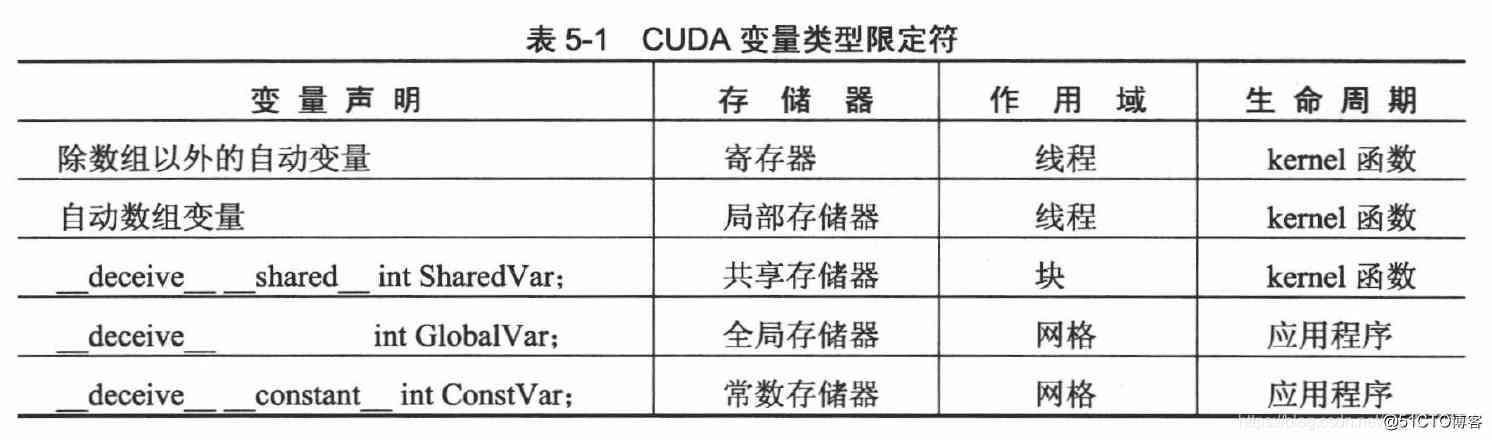 表 5-1 CUDA 变量类型限定符
变量声明 存储器 作用域 生命周期
除数组以外的自动变量 寄存器 线程 kernel 函数
自动数组变量 局部存储器 线程 kernel 函数
__deceive__ __shared__ int SharedVar; 共享存储器 块 kernel 函数
__deceive__ int GlobalVar; 全局存储器 网格 应用程序
__deceive__ __constant__ int ConstVar; 常数存储器 网格 应用程序
@51CTO博客